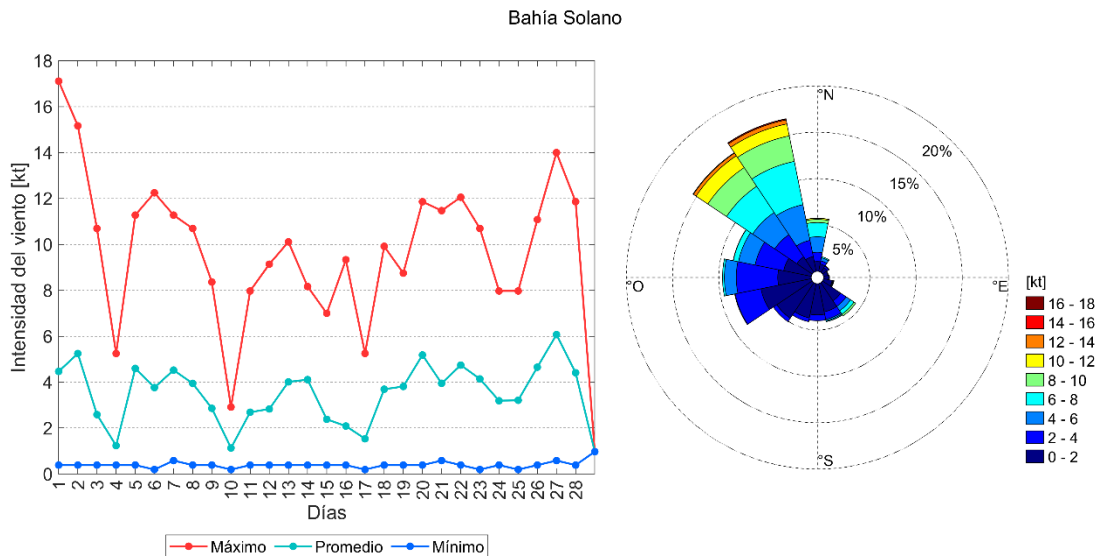 Bahía Solano
Intensidad del viento [kt]
18
16
14
12
10
8
6
4
2
0
1 2 3 4 5 6 7 8 9 10 11 12 13 14 15 16 17 18 19 20 21 22 23 24 25 26 27 28
Días
Máximo Promedio Mínimo
°N
20%
15%
10%
5%
°O
°E
°S
[kt]
16 - 18
14 - 16
12 - 14
10 - 12
8 - 10
6 - 8
4 - 6
2 - 4
0 - 2